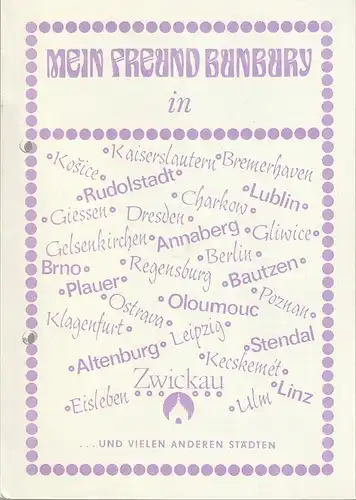 MEIN FREUND BUNBURY
in
Košice
Kaiserslautern
Bremerhaven
Rudolstadt
Lublin
Charkow
Giessen
Dresden
Gliwice
Annaberg
Gelsenkirchen
Berlin
Brno
Regensburg
Bautzen
Plauer
Poznan
Ostrava
Oloumouc
Klagenfurt
Leipzig
Stendal
Altenburg
Kecskemét
Zwickau
Linz
Eisleben
Ulm
...UND VIELEN ANDEREN STÄDTEN